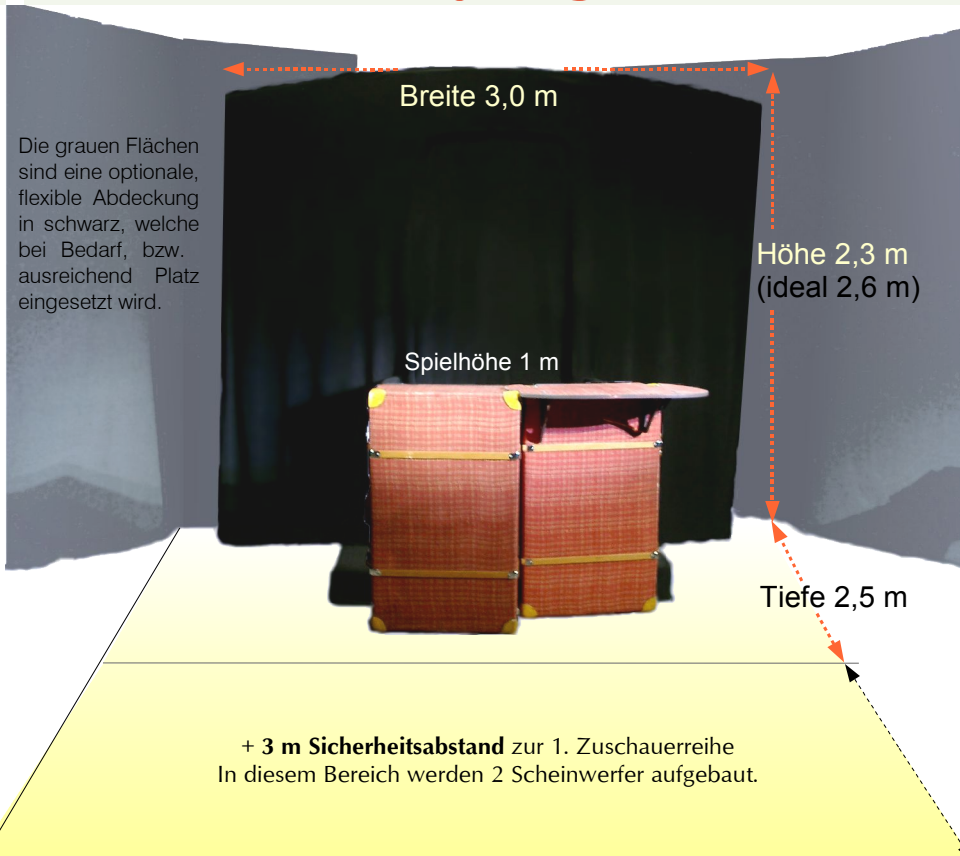 Breite 3,0 m
Die grauen Flächen
sind eine optionale,
flexible Abdeckung
in schwarz, welche
bei Bedarf, bzw.
ausreichend Platz
eingesetzt wird.
Höhe 2,3 m
(ideal 2,6 m)
Spielhöhe 1 m
Tiefe 2,5 m
+ 3 m Sicherheitsabstand zur 1. Zuschauerreihe
In diesem Bereich werden 2 Scheinwerfer aufgebaut.